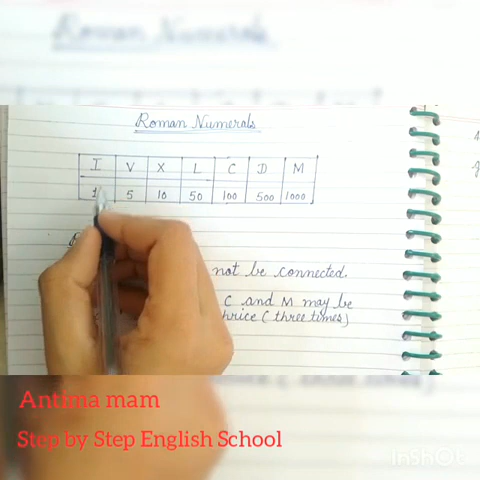 Roman Numerals
I V X L C D M
1 5 10 50 100 500 1000
not be connected.
C and M may be
thrice (three times)
Antima mam
Step by Step English School
InShOt